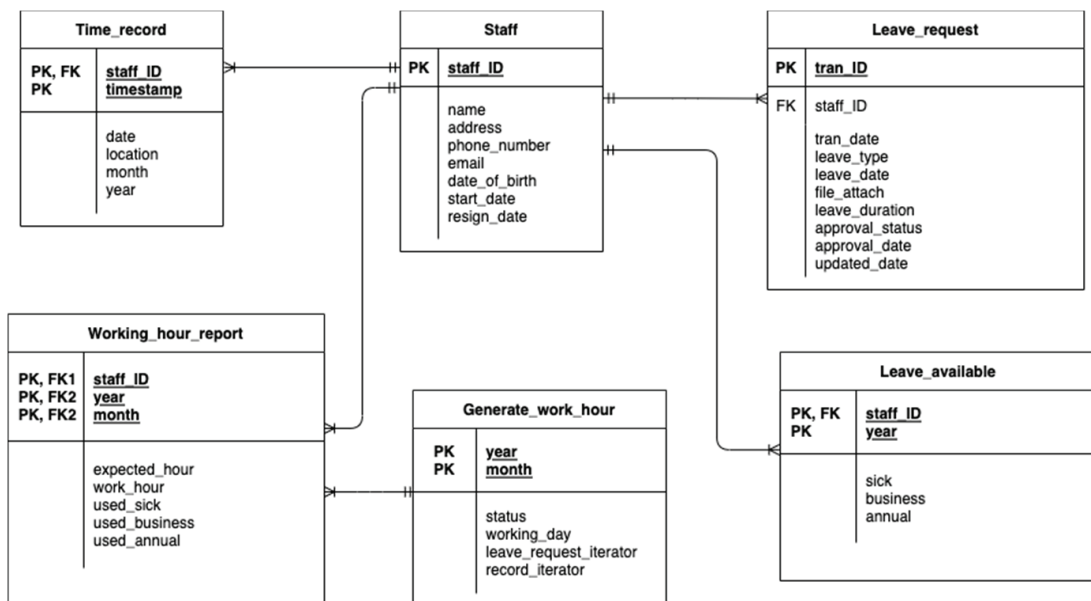 Time_record
PK, FK staff_ID
PK timestamp
date
location
month
year
Staff
PK staff_ID
name
address
phone_number
email
date_of_birth
start_date
resign_date
Leave_request
PK tran_ID
FK staff_ID
tran_date
leave_type
leave_date
file_attach
leave_duration
approval_status
approval_date
updated_date
Working_hour_report
PK, FK1 staff_ID
PK, FK2 year
PK, FK2 month
expected_hour
work_hour
used_sick
used_business
used_annual
Generate_work_hour
PK year
PK month
status
working_day
leave_request_iterator
record_iterator
Leave_available
PK, FK staff_ID
PK year
sick
business
annual